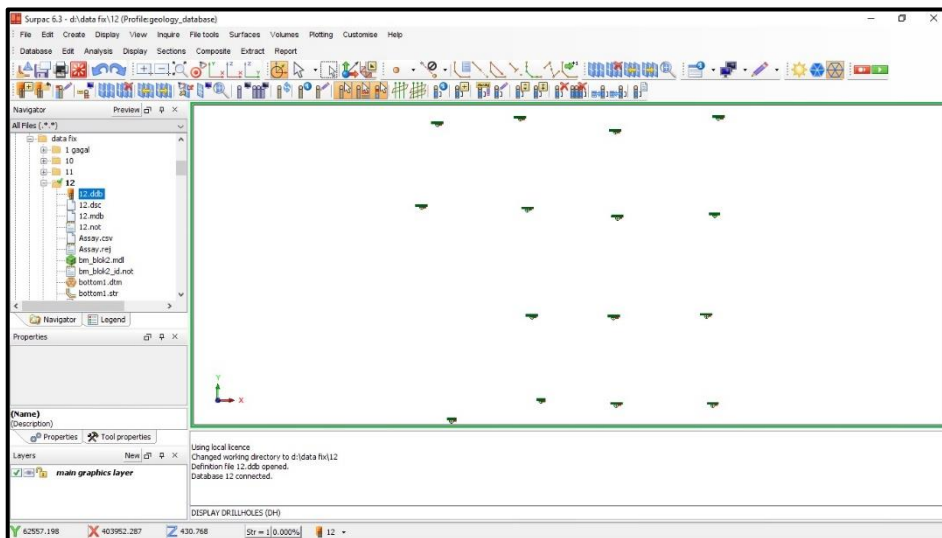 Surpac 6.3 - d:\data fix\12 (Profile:geology_database)
File Edit Create Display View Inquire File tools Surfaces Volumes Plotting Customise Help
Database Edit Analysis Display Sections Composite Extract Report
Navigator Preview
All Files (*.*)
data fix
1 gagal
10
11
12
12.ddb
12.dsc
12.mdb
12.not
Assay.csv
Assay.rej
bm_blok2.mdl
bm_blok2_id.not
bottom1.dtm
bottom1.str
Navigator Legend
Properties
(Name)
(Description)
Properties Tool properties
Layers New
main graphics layer
Y
X
Using local licence
Changed working directory to d:\data fix\12
Definition file 12.ddb opened.
Database 12 connected.
DISPLAY DRILLHOLES (DH)
Y 62557.198 X 403952.287 Z 430.768 Str = 1 0.000% 12